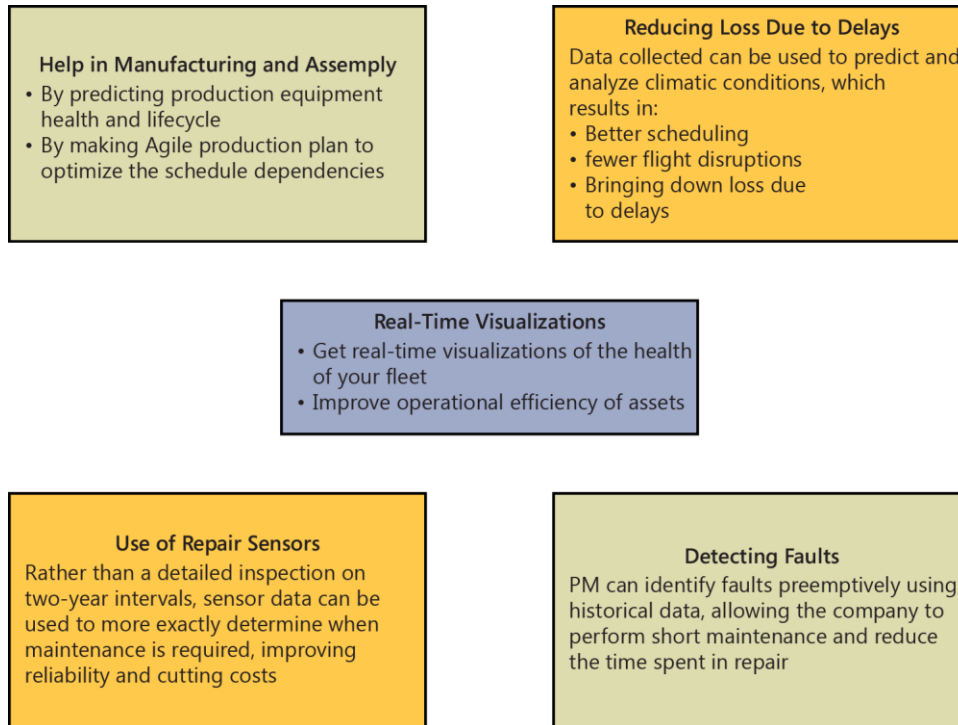 Help in Manufacturing and Assemply
• By predicting production equipment
health and lifecycle
• By making Agile production plan to
optimize the schedule dependencies
Reducing Loss Due to Delays
Data collected can be used to predict and
analyze climatic conditions, which
results in:
• Better scheduling
• fewer flight disruptions
• Bringing down loss due
to delays
Real-Time Visualizations
• Get real-time visualizations of the health
of your fleet
• Improve operational efficiency of assets
Use of Repair Sensors
Rather than a detailed inspection on
two-year intervals, sensor data can be
used to more exactly determine when
maintenance is required, improving
reliability and cutting costs
Detecting Faults
PM can identify faults preemptively using
historical data, allowing the company to
perform short maintenance and reduce
the time spent in repair